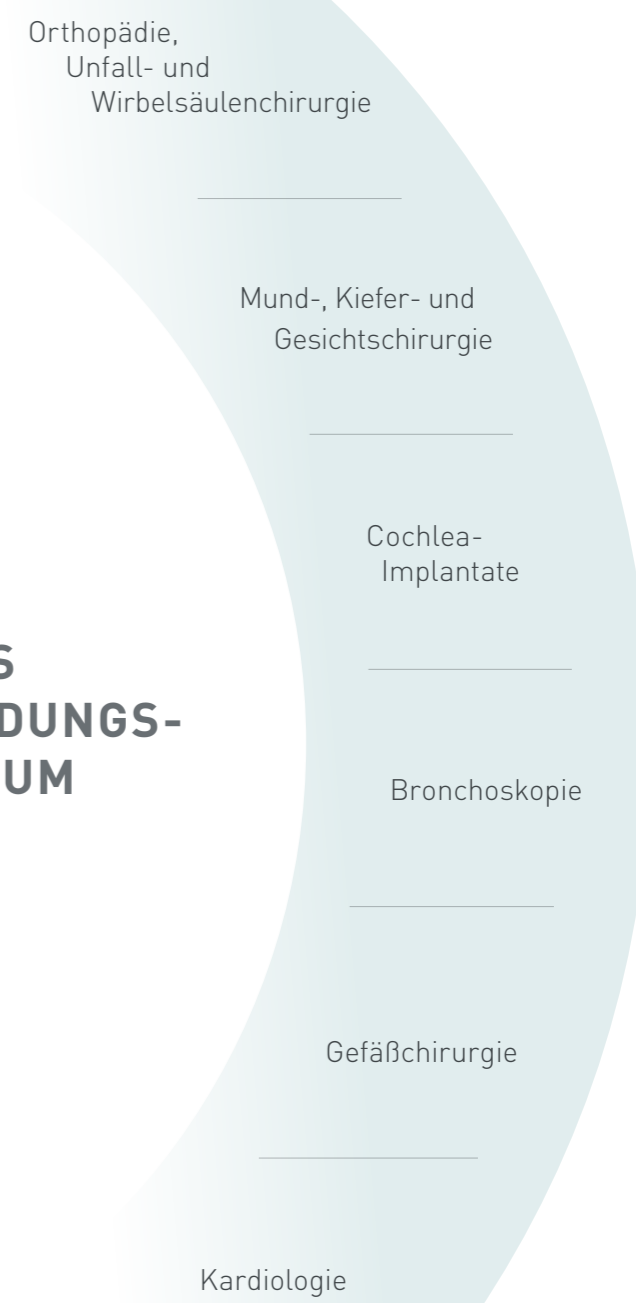 Orthopädie,
Unfall- und
Wirbelsäulenchirurgie
Mund-, Kiefer- und
Gesichtschirurgie
Cochlea-
Implantate
S
DUNGS-
UM
Bronchoskopie
Gefäßchirurgie
Kardiologie